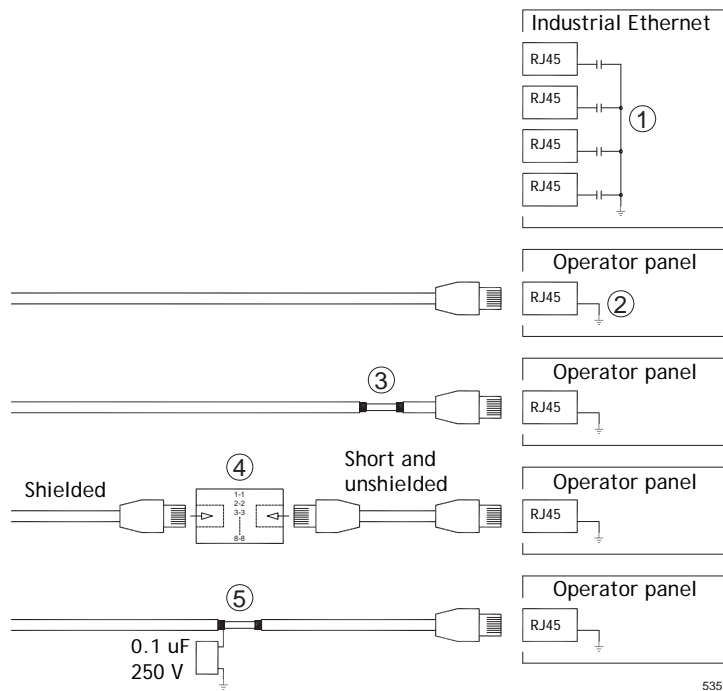 Industrial Ethernet
RJ45
RJ45
1
RJ45
RJ45
Operator panel
RJ45
2
Operator panel
3
RJ45
Operator panel
4
Short and
unshielded
Shielded
1-1
2-2
3-3
8-8
RJ45
Operator panel
5
RJ45
0.1 uF
250 V
535